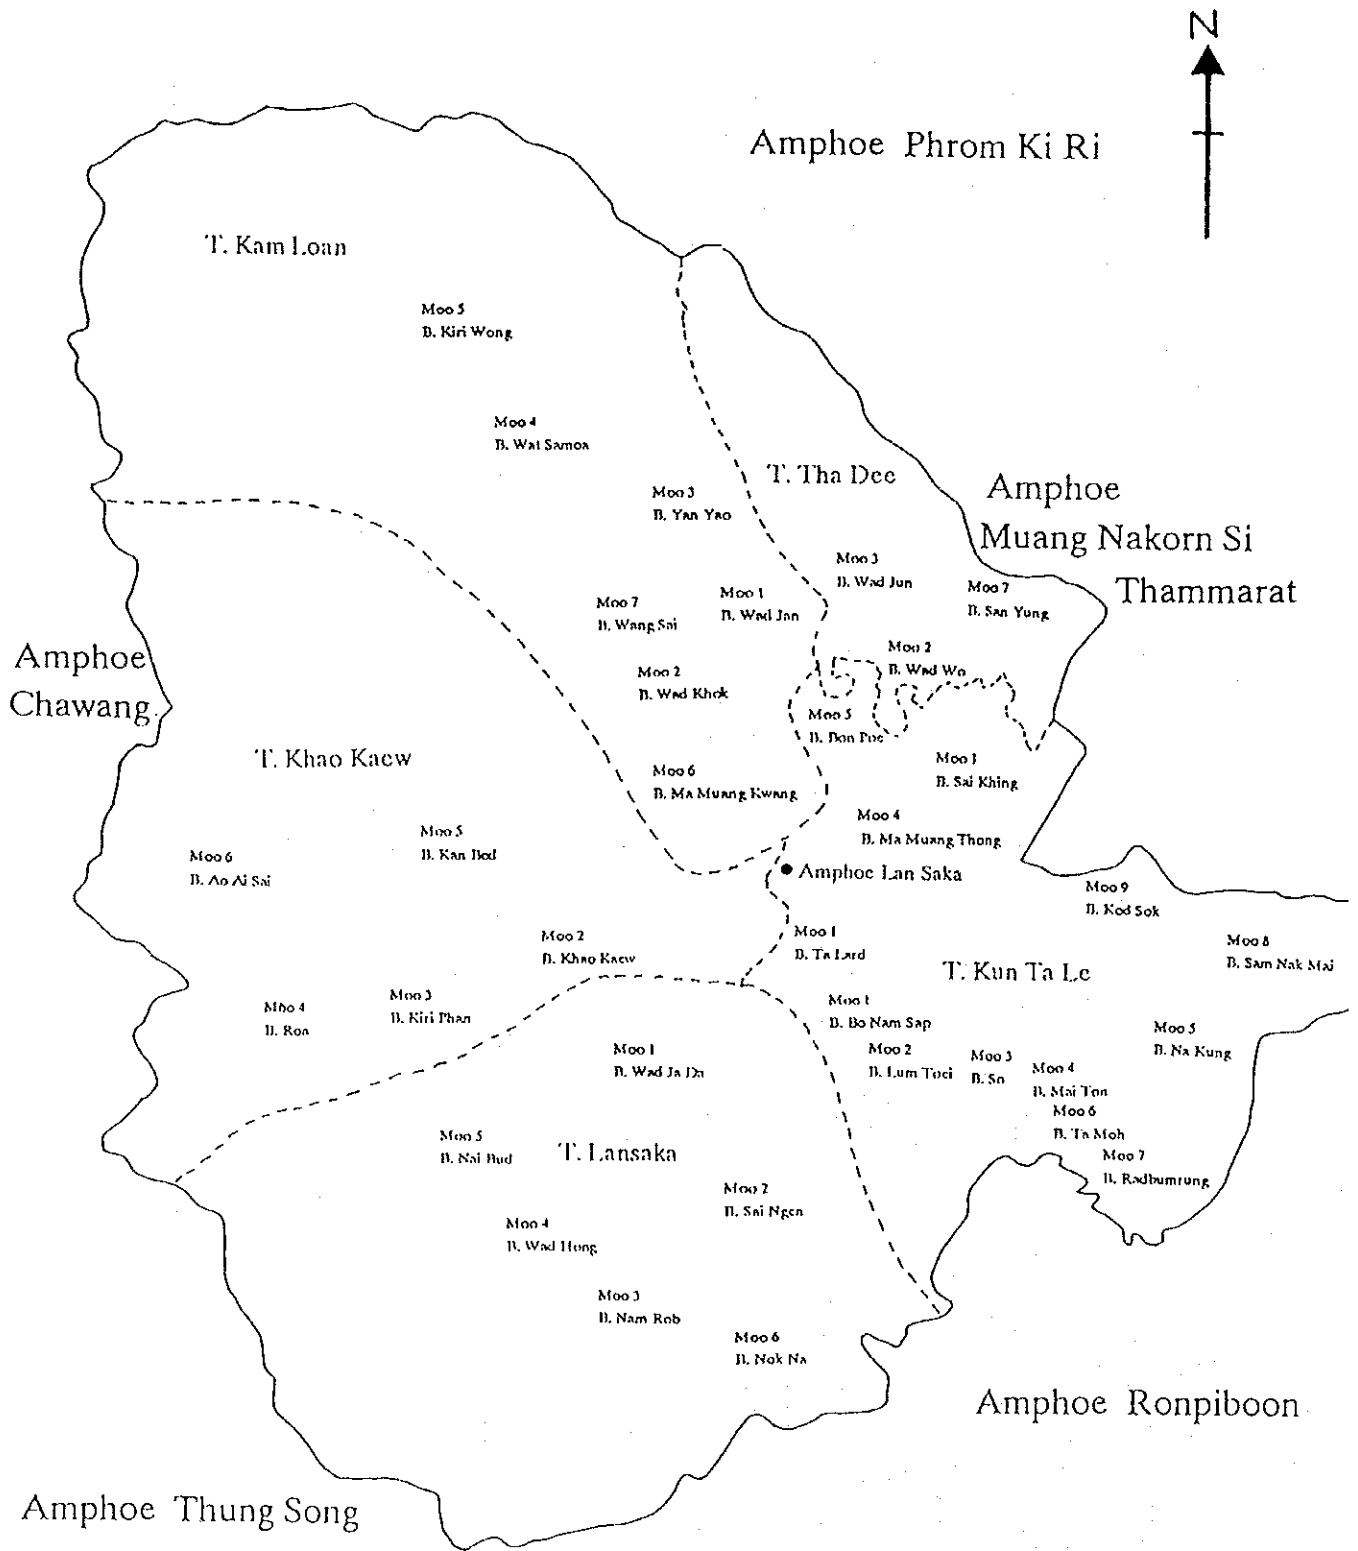 N
Amphoe Phrom Ki Ri
T. Kam Loan
Moo 5
B. Kiri Wong
Moo 4
B. Wat Samoa
Moo 3
B. Yan Yao
T. Tha Dee
Amphoe
Muang Nakorn Si
Thammarat
Moo 3
B. Wad Jun
Moo 7
B. San Yung
Moo 7
B. Wang Sai
Moo 1
B. Wad Jan
Moo 2
B. Wad Wo
Moo 2
B. Wad Khok
Amphoe
Chawang
Moo 5
B. Don Poe
T. Khao Kaew
Moo 6
B. Ma Muang Kwang
Moo 1
B. Sai Khing
Moo 4
B. Ma Muang Thong
Moo 5
B. Kan Bod
Moo 6
B. Ao Ai Sai
Amphoe Lan Saka
Moo 9
B. Kod Sok
Moo 2
B. Khao Kaew
Moo 1
B. Ta Lard
Moo 8
B. Sam Nak Mai
T. Kun Ta Le
Moo 4
B. Ron
Moo 3
B. Kiri Phan
Moo 1
B. Bo Nam Sap
Moo 5
B. Na Kung
Moo 1
B. Wad Ja Da
Moo 2
B. Lum Toei
Moo 3
B. So
Moo 4
B. Mai Ton
Moo 6
B. Ta Moh
Moo 7
B. Radbumrung
Moo 5
B. Nai Bud
T. Lansaka
Moo 2
B. Sai Ngen
Moo 4
B. Wad Hong
Moo 3
B. Nam Rob
Moo 6
B. Nok Na
Amphoe Ronpiboon
Amphoe Thung Song